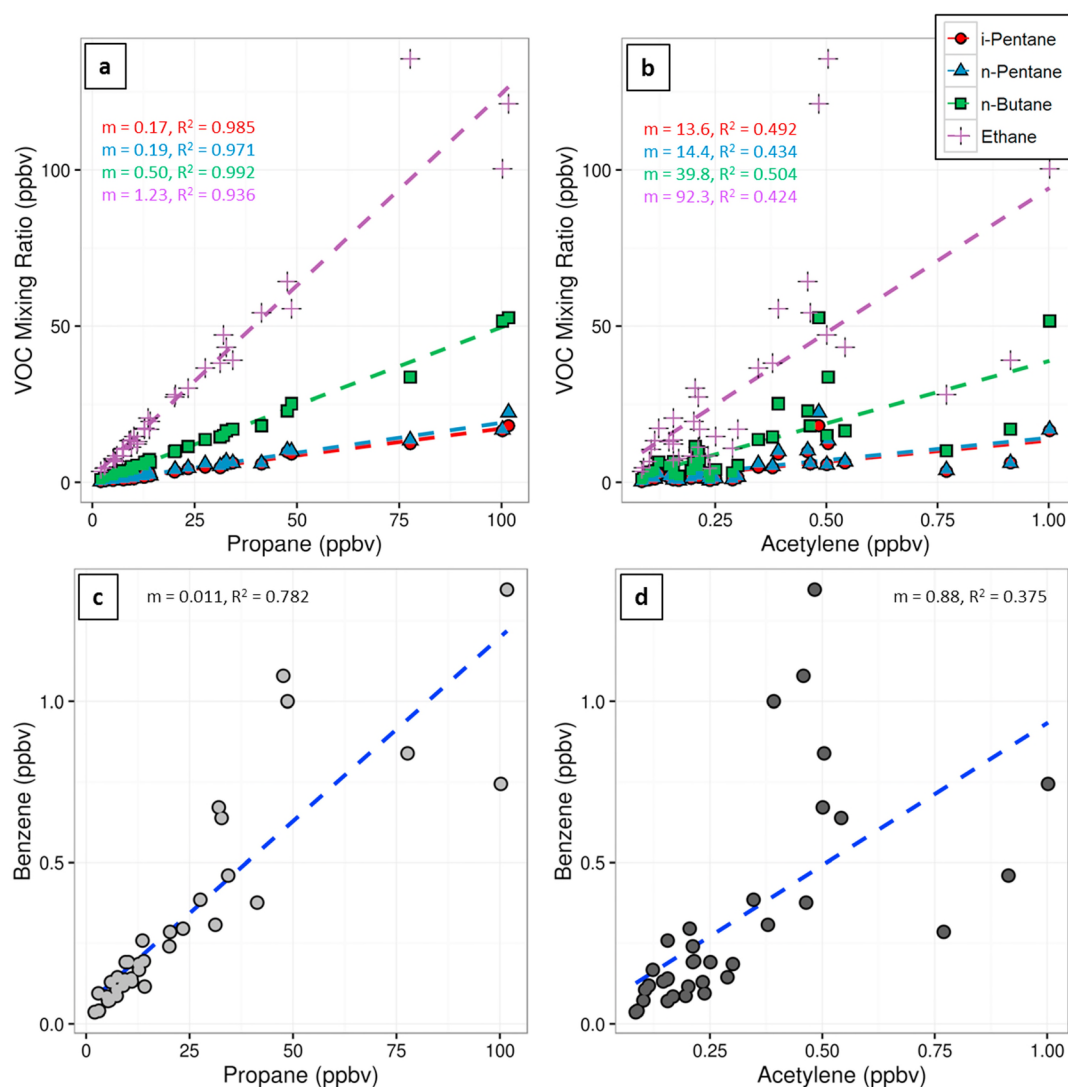 a
m = 0.17, R² = 0.985
m = 0.19, R² = 0.971
m = 0.50, R² = 0.992
m = 1.23, R² = 0.936
VOC Mixing Ratio (ppbv)
100
50
0
0 25 50 75 100
Propane (ppbv)
b
m = 13.6, R² = 0.492
m = 14.4, R² = 0.434
m = 39.8, R² = 0.504
m = 92.3, R² = 0.424
i-Pentane
n-Pentane
n-Butane
Ethane
VOC Mixing Ratio (ppbv)
100
50
0
0.25 0.50 0.75 1.00
Acetylene (ppbv)
c
m = 0.011, R² = 0.782
Benzene (ppbv)
1.0
0.5
0.0
0 25 50 75 100
Propane (ppbv)
d
m = 0.88, R² = 0.375
Benzene (ppbv)
1.0
0.5
0.0
0.25 0.50 0.75 1.00
Acetylene (ppbv)